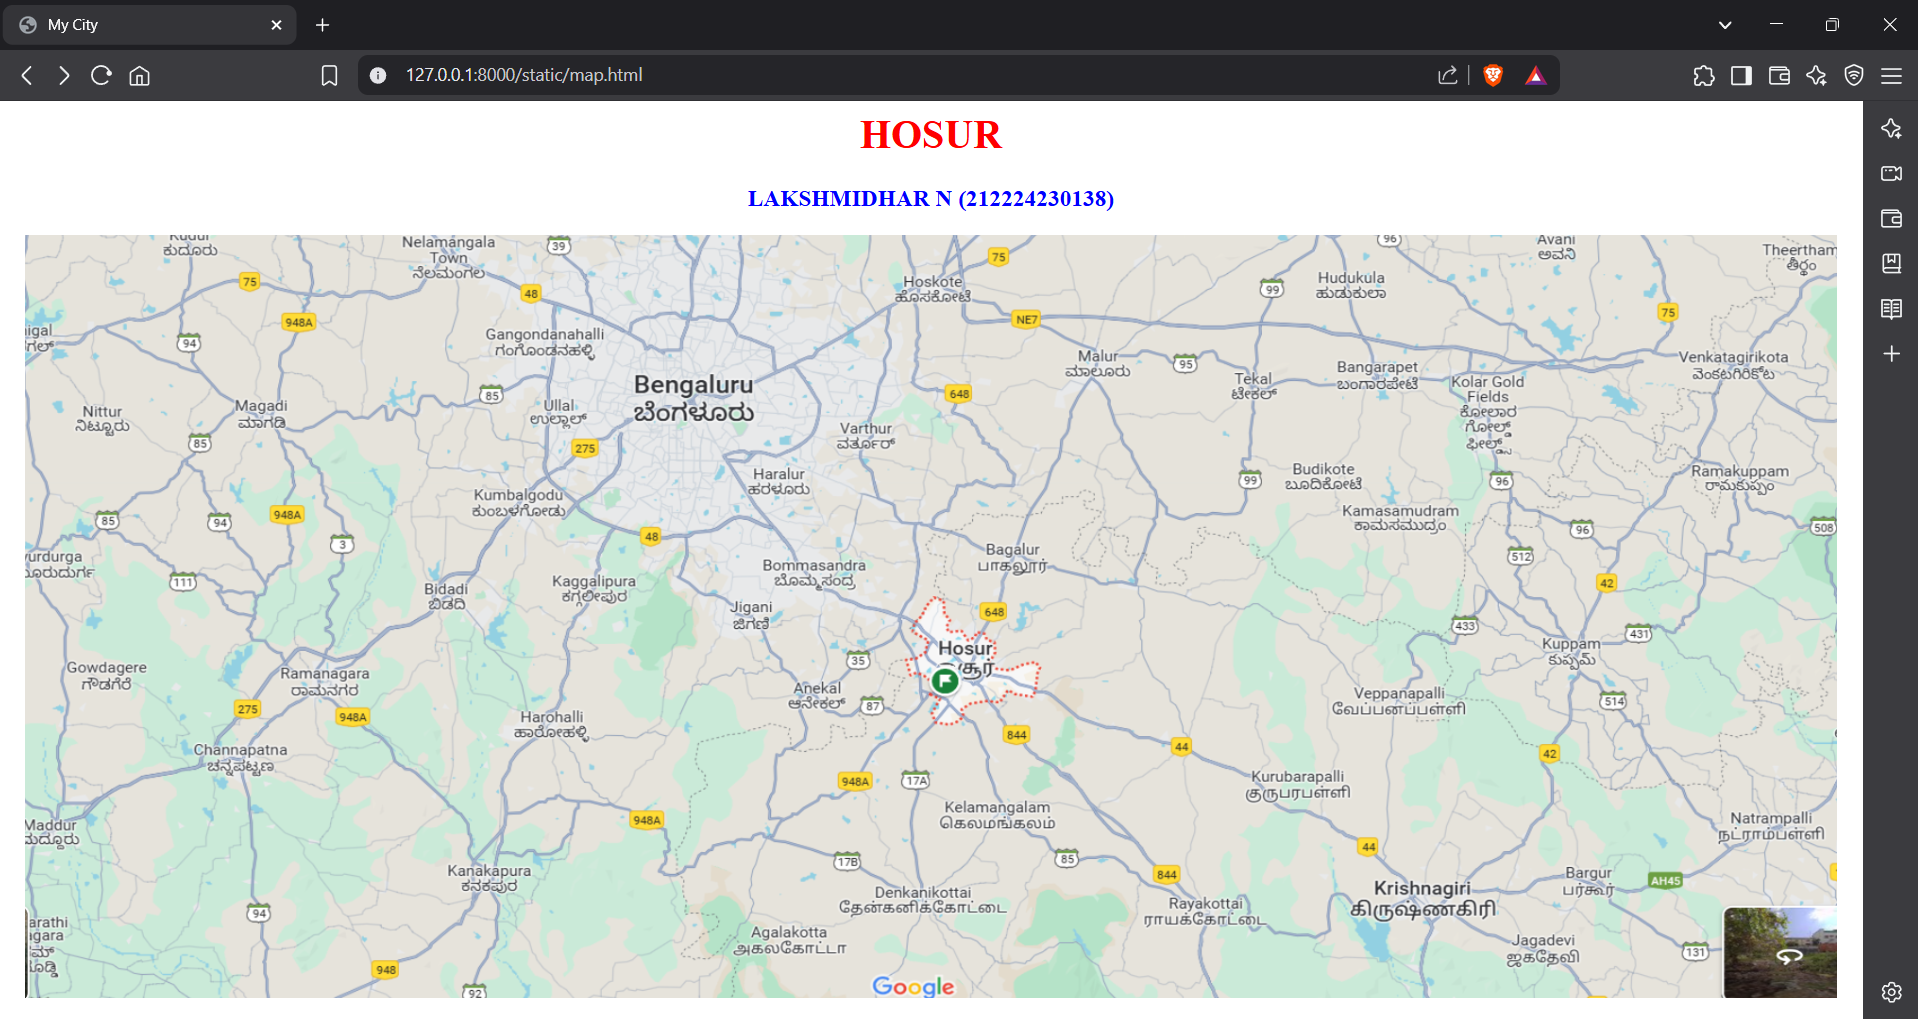 My City
127.0.0.1:8000/static/map.html
HOSUR
LAKSHMIDHAR N (212224230138)
ಕುದೂರು
Nelamangala
Town
ನೆಲಮಂಗಲ
39
96
Avani
ಅವನಿ
75
48
Hoskote
ಹೊಸಕೋಟೆ
75
99
Hudukula
ಹುಡುಕುಲಾ
948A
94
Gangondanahalli
ಗಂಗೊಂಡನಹಳ್ಳಿ
NE7
75
Bengaluru
ಬೆಂಗಳೂರು
85
Malur
ಮಾಲೂರು
95
Tekal
ಟೇಕಲ್
Bangarapet
ಬಂಗಾರಪೇಟೆ
Kolar Gold
Fields
ಕೋಲಾರ
ಗೋಲ್ಡ್
ಫೀಲ್ಡ್ಸ್
Venkatagirikota
వెంకటగిరికోట
648
Nittur
ನಿಟ್ಟೂರು
Magadi
ಮಾಗಡಿ
85
Ullal
ಉಲ್ಲಾಲ್
275
Varthur
ವರ್ತೂರ್
Haralur
ಹರಳೂರು
99
Budikote
ಬೂದಿಕೋಟೆ
96
Ramakuppam
రామకుప్పం
Kumbalgodu
ಕುಂಬಳಗೋಡು
85
94
948A
3
48
Kamasamudram
ಕಾಮಸಮುದ್ರಂ
96
508
111
Bidadi
ಬಿಡದಿ
Kaggalipura
ಕಗ್ಗಲೀಪುರ
Bommasandra
ಬೊಮ್ಮಸಂದ್ರ
Jigani
ಜಿಗಣಿ
Bagalur
பாகலூர்
648
512
42
433
431
Hosur
Gowdagere
ಗೌಡಗೆರೆ
Ramanagara
ರಾಮನಗರ
35
Anekal
ಆನೇಕಲ್
87
Kuppam
కుప్పమ్
275
948A
Harohalli
ಹಾರೋಹಳ್ಳಿ
844
44
Veppanapalli
வேப்பனப்பள்ளி
514
42
Channapatna
ಚನ್ನಪಟ್ಟಣ
948A
17A
Kurubarapalli
குருபரபள்ளி
Maddur
ಮದ್ದೂರು
948A
Kelamangalam
கெலமங்கலம்
Natrampalli
நட்ராம்பள்ளி
44
Kanakapura
ಕನಕಪುರ
17B
85
844
Krishnagiri
கிருஷ்ணகிரி
Bargur
பர்கூர்
AH45
94
Denkanikottai
தேன்கனிக்கோட்டை
Rayakottai
ராயக்கோட்டை
Agalakotta
அகலகோட்டா
Jagadevi
ஜகதேவி
131
948
92
Google